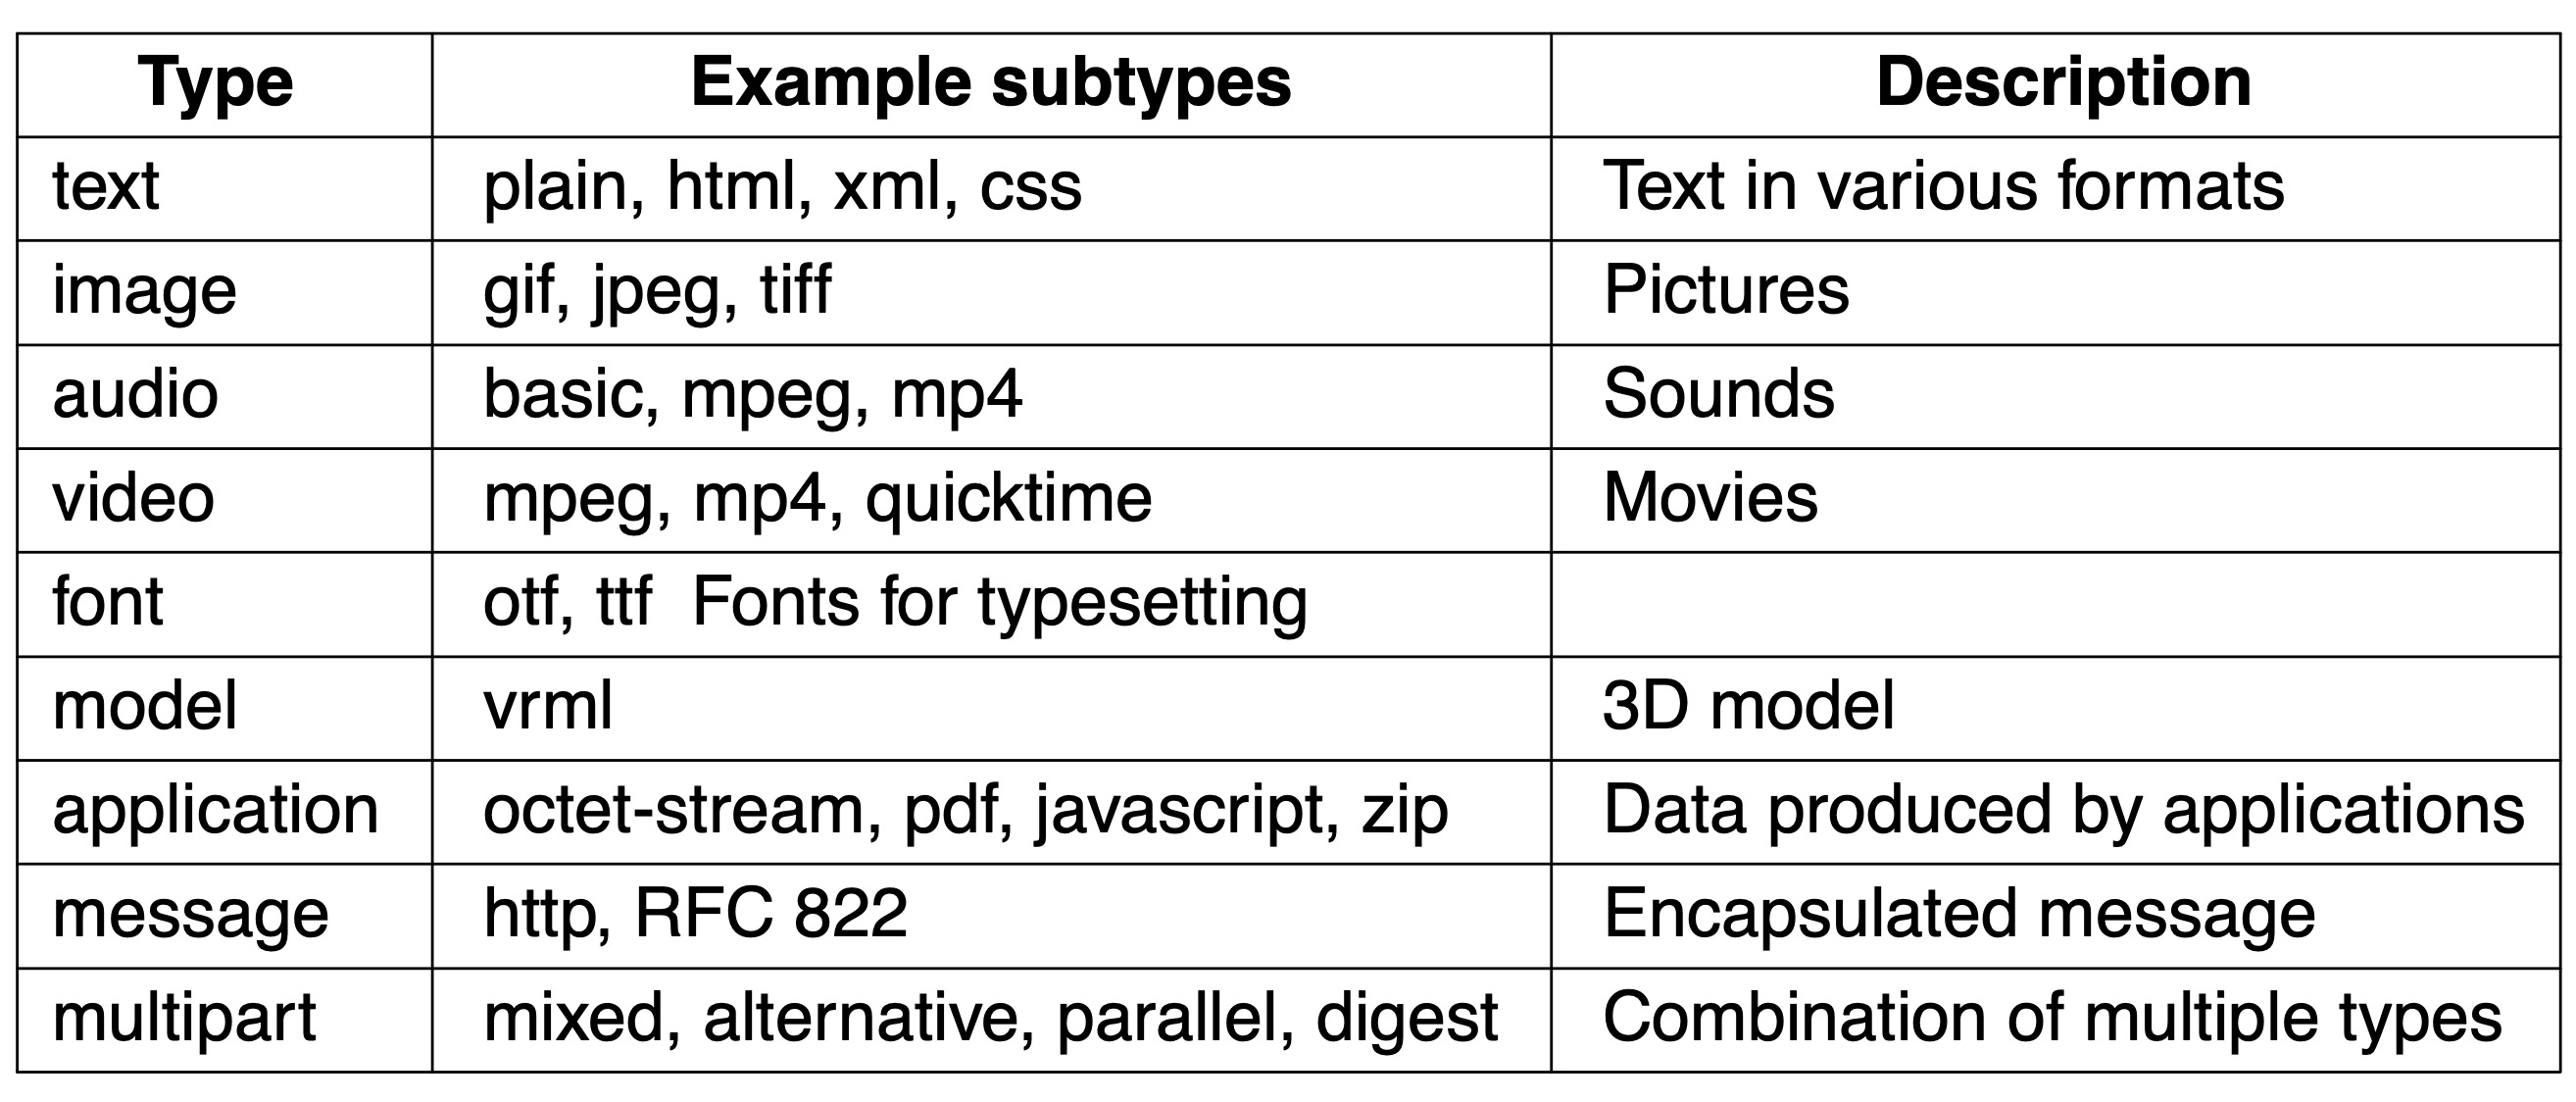 Type Example subtypes Description
text plain, html, xml, css Text in various formats
image gif, jpeg, tiff Pictures
audio basic, mpeg, mp4 Sounds
video mpeg, mp4, quicktime Movies
font otf, ttf Fonts for typesetting
model vrml 3D model
application octet-stream, pdf, javascript, zip Data produced by applications
message http, RFC 822 Encapsulated message
multipart mixed, alternative, parallel, digest Combination of multiple types